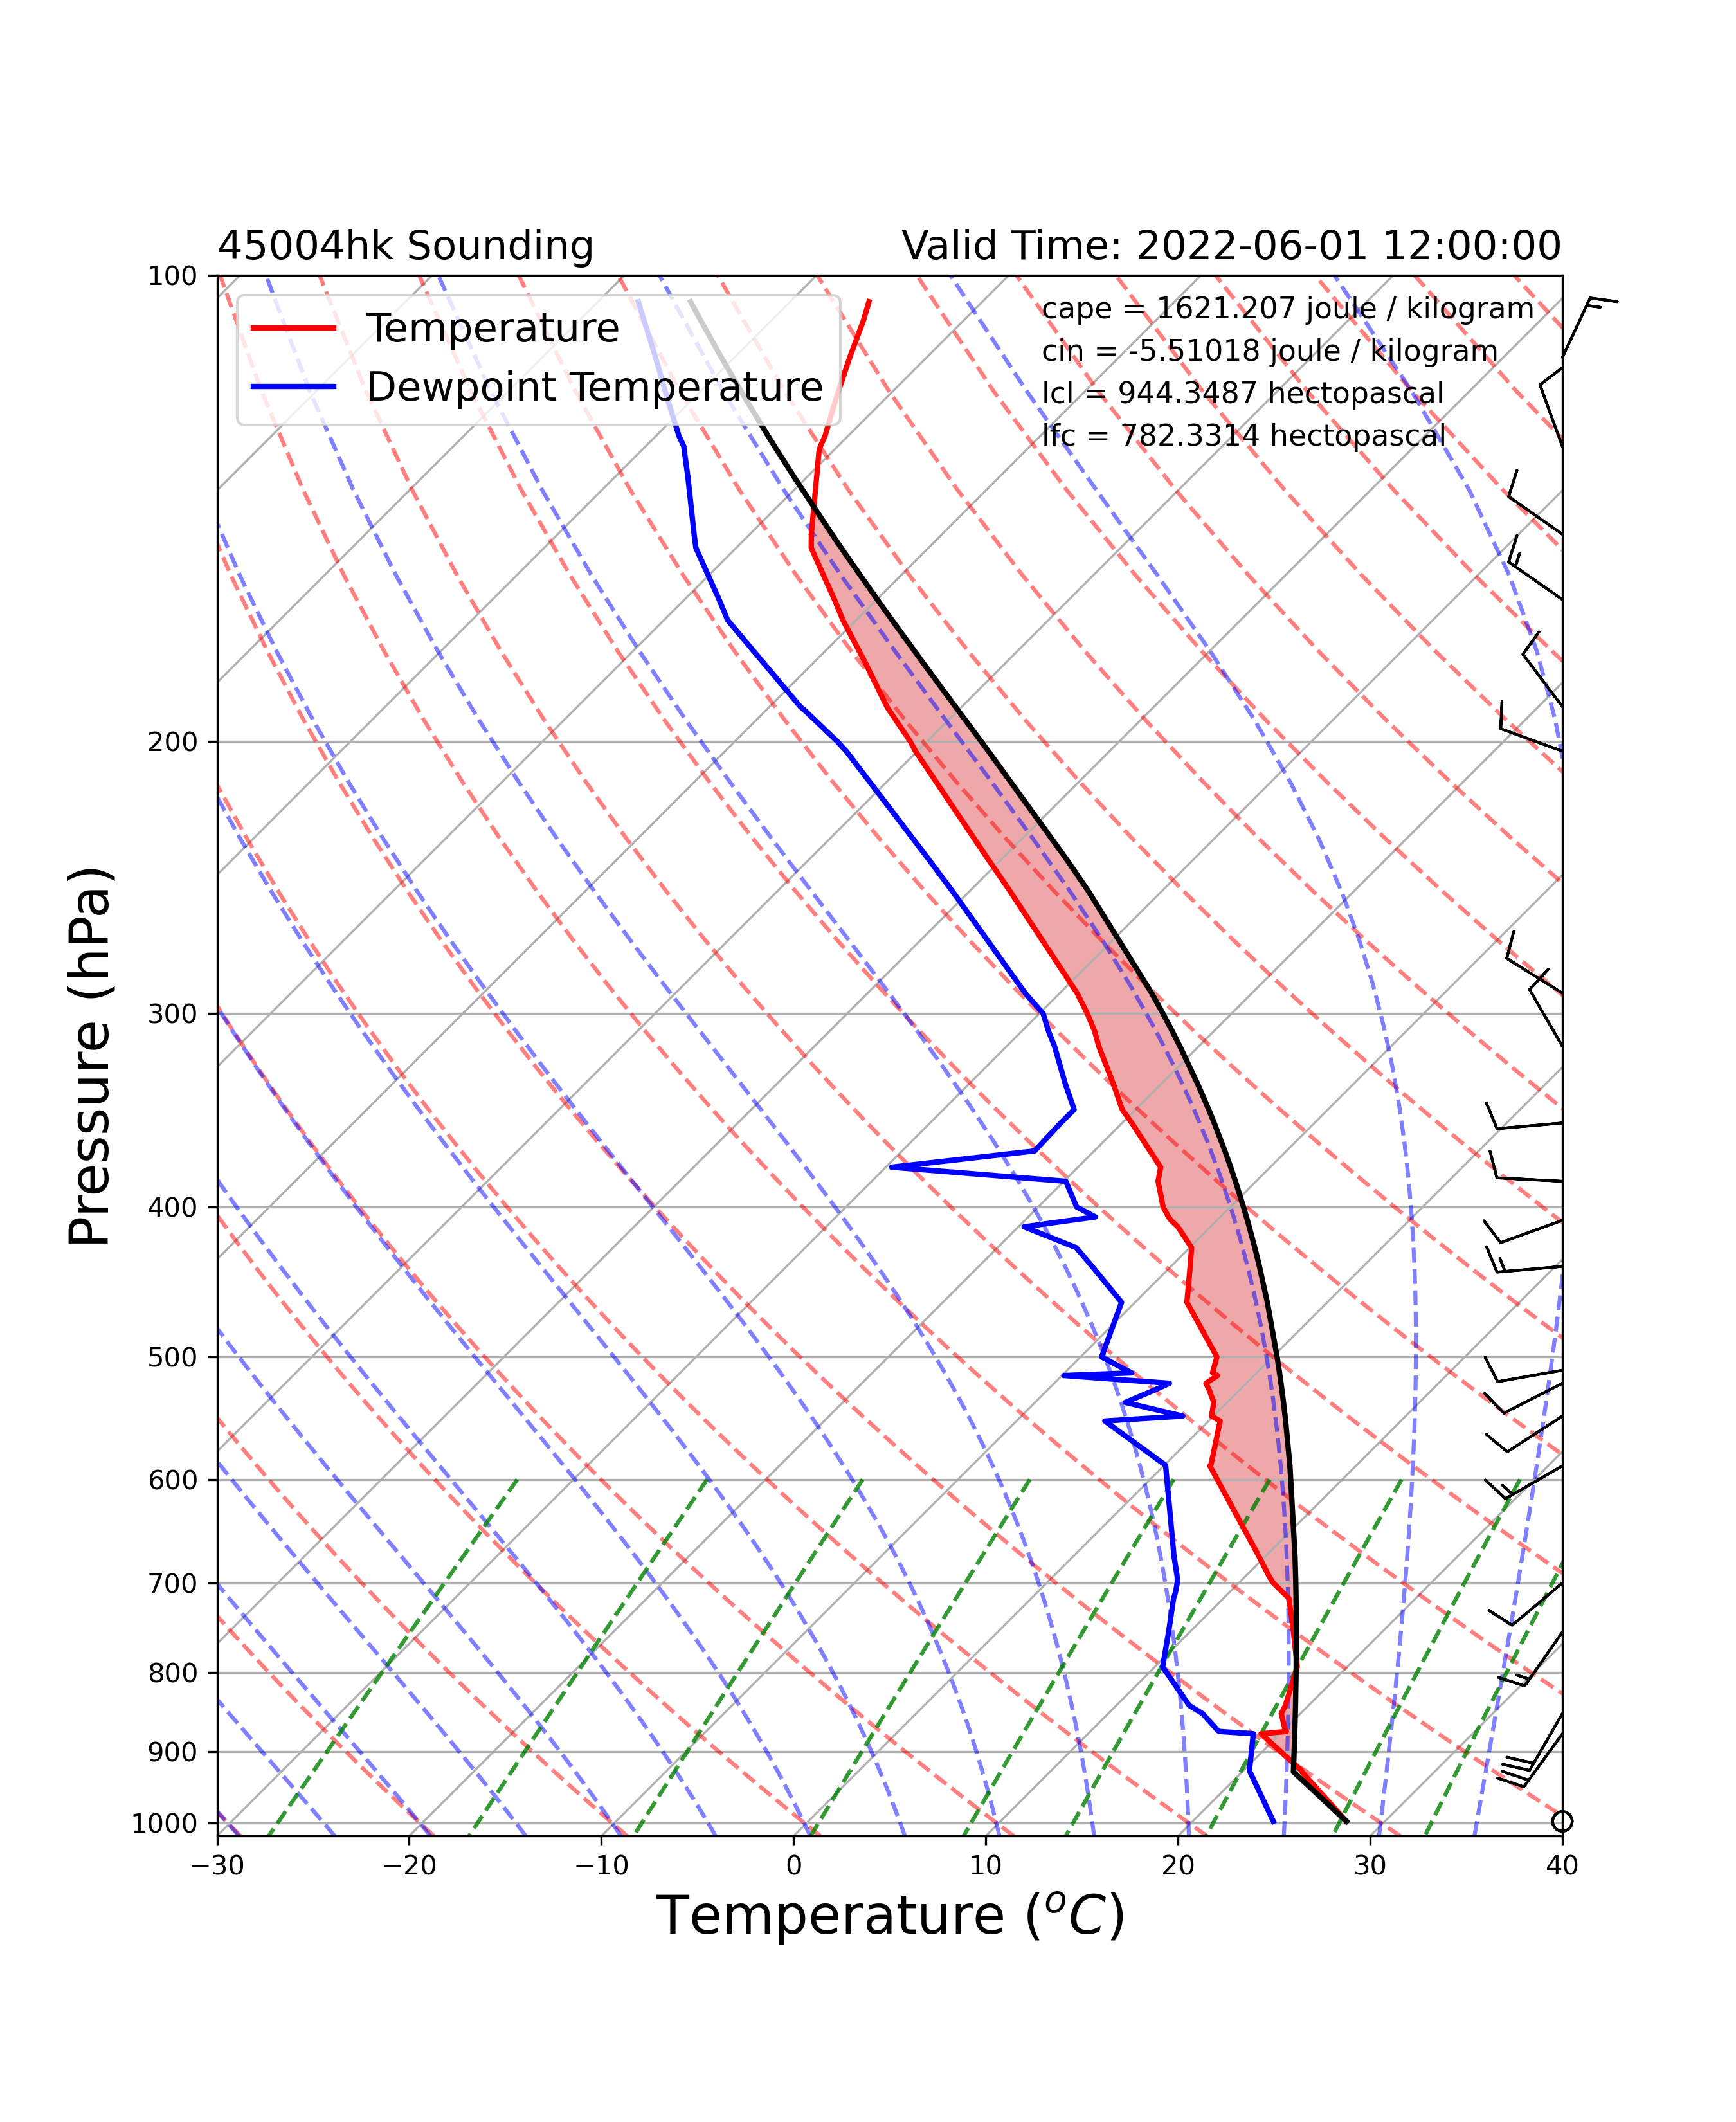 45004hk Sounding
Valid Time: 2022-06-01 12:00:00
Temperature
Dewpoint Temperature
cape = 1621.207 joule / kilogram
cin = -5.51018 joule / kilogram
lcl = 944.3487 hectopascal
lfc = 782.3314 hectopascal
Pressure (hPa)
100
200
300
400
500
600
700
800
900
1000
−30 −20 −10 0 10 20 30 40
Temperature (°C)